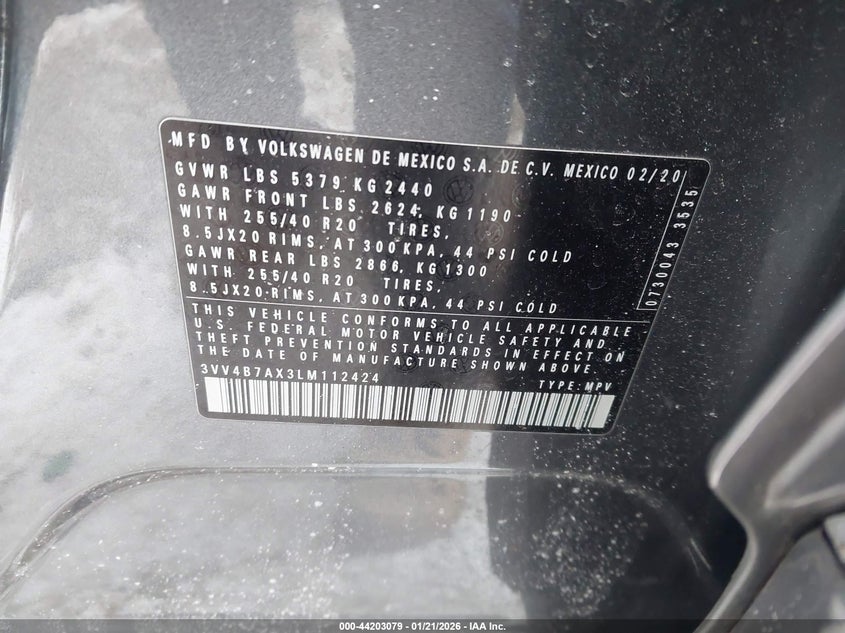 MFD BY VOLKSWAGEN DE MEXICO S.A. DE C.V. MEXICO 02/20
GVWR LBS 5379 KG 2440
GAWR FRONT LBS 2624, KG 1190
WITH 255/40 R20 TIRES,
8.5JX20 RIMS, AT 300 KPA, 44 PSI COLD
GAWR REAR LBS 2866, KG 1300
WITH 255/40 R20 TIRES,
8.5JX20 RIMS, AT 300 KPA, 44 PSI COLD
0730043 3535
THIS VEHICLE CONFORMS TO ALL APPLICABLE
U.S. FEDERAL MOTOR VEHICLE SAFETY AND
THEFT PREVENTION STANDARDS IN EFFECT ON
THE DATE OF MANUFACTURE SHOWN ABOVE.
3VV4B7AX3LM112424 TYPE: MPV
000-44203079 - 01/21/2026 - IAA Inc.